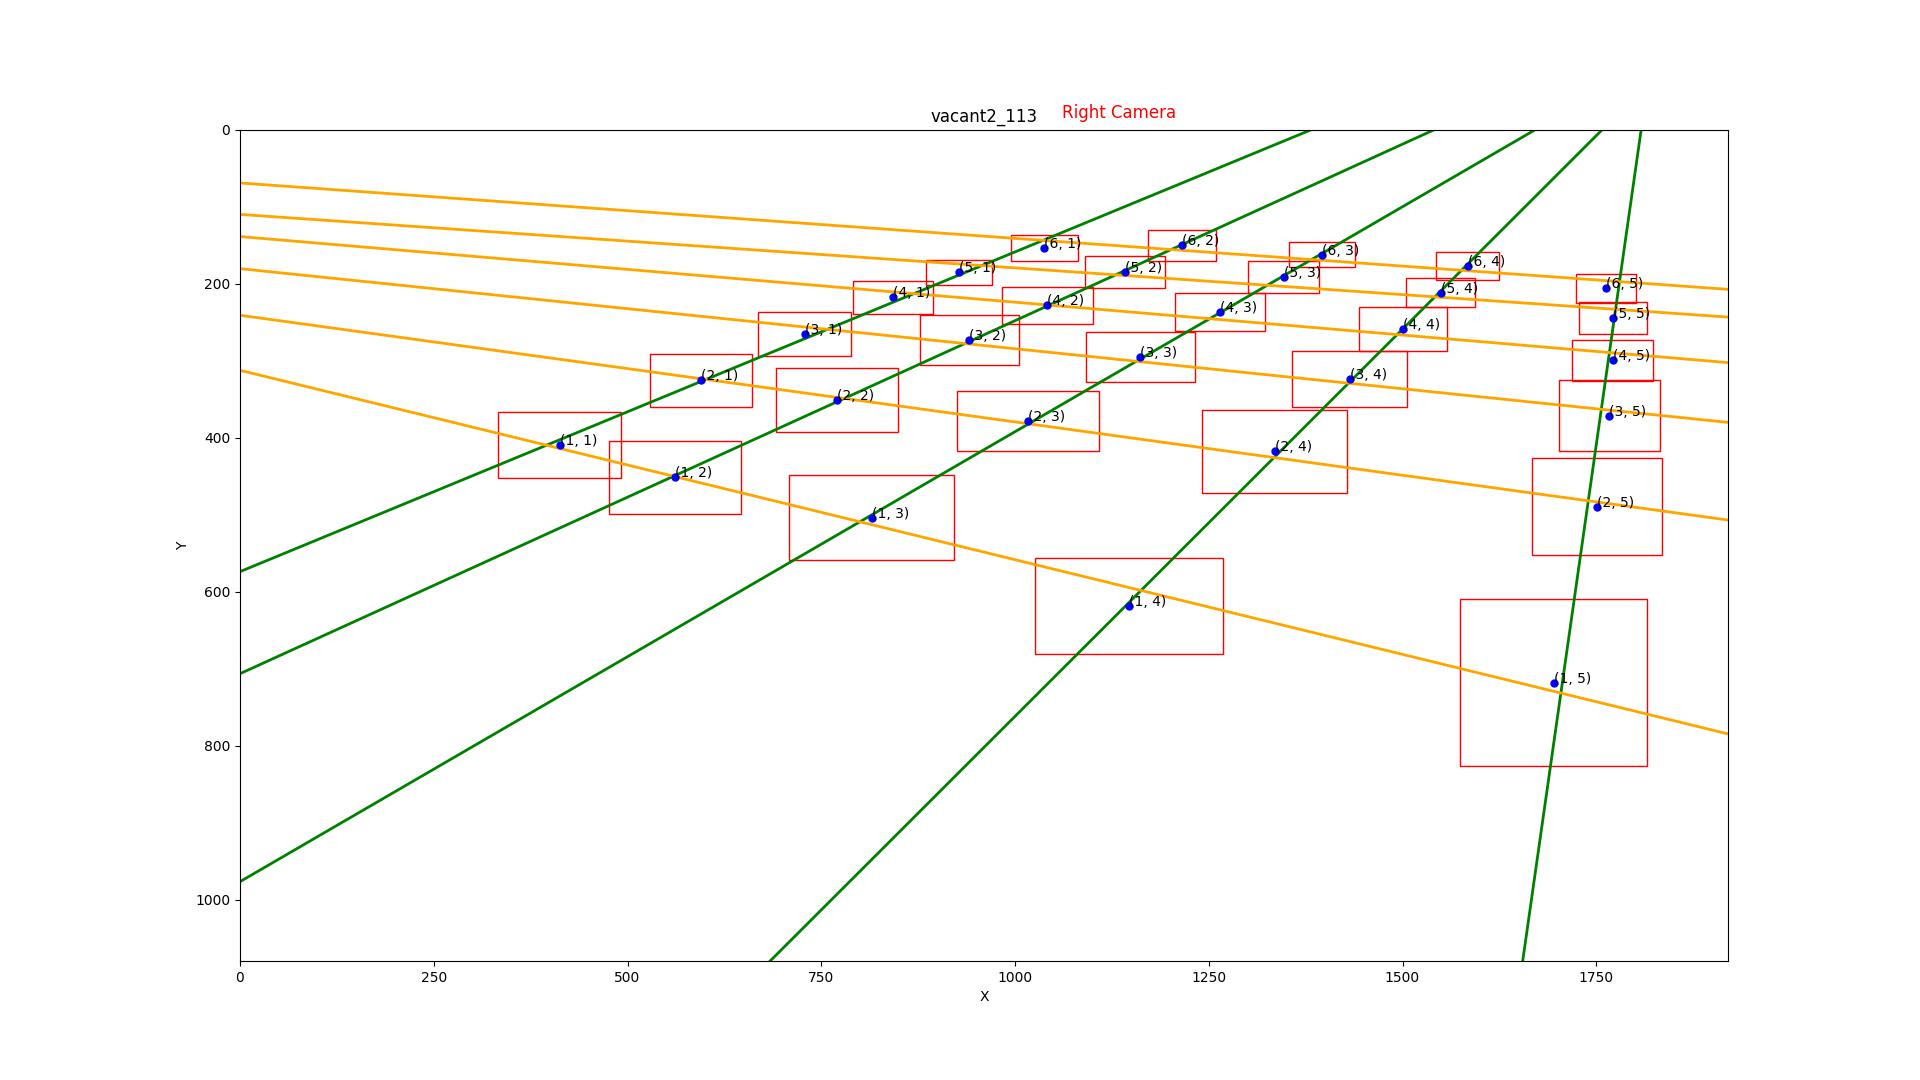 vacant2_113 Right Camera
0
(6, 1) (6, 2) (6, 3) (6, 4) (6, 5)
(5, 1) (5, 2) (5, 3) (5, 4) (5, 5)
(4, 1) (4, 2) (4, 3) (4, 4) (4, 5)
(3, 1) (3, 2) (3, 3) (3, 4) (3, 5)
(2, 1) (2, 2) (2, 3) (2, 4) (2, 5)
(1, 1) (1, 2) (1, 3) (1, 4) (1, 5)
200
400
Y
600
800
1000
0 250 500 750 1000 1250 1500 1750
X